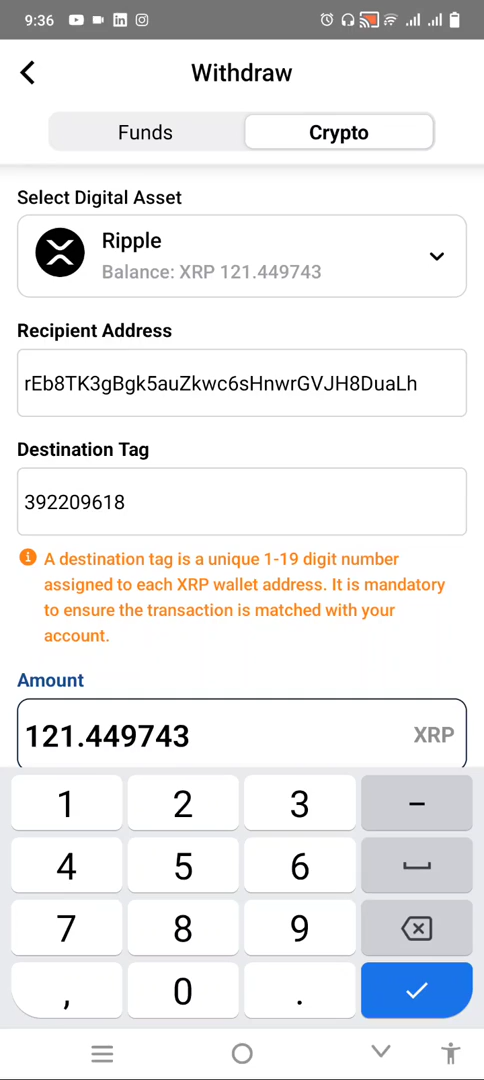 9:36
Withdraw
Funds
Crypto
Select Digital Asset
Ripple
Balance: XRP 121.449743
Recipient Address
rEb8TK3gBgk5auZkwc6sHnwrGVJH8DuaLh
Destination Tag
392209618
A destination tag is a unique 1-19 digit number
assigned to each XRP wallet address. It is mandatory
to ensure the transaction is matched with your
account.
Amount
121.449743 XRP
1 2 3 –
4 5 6
7 8 9
, 0 .